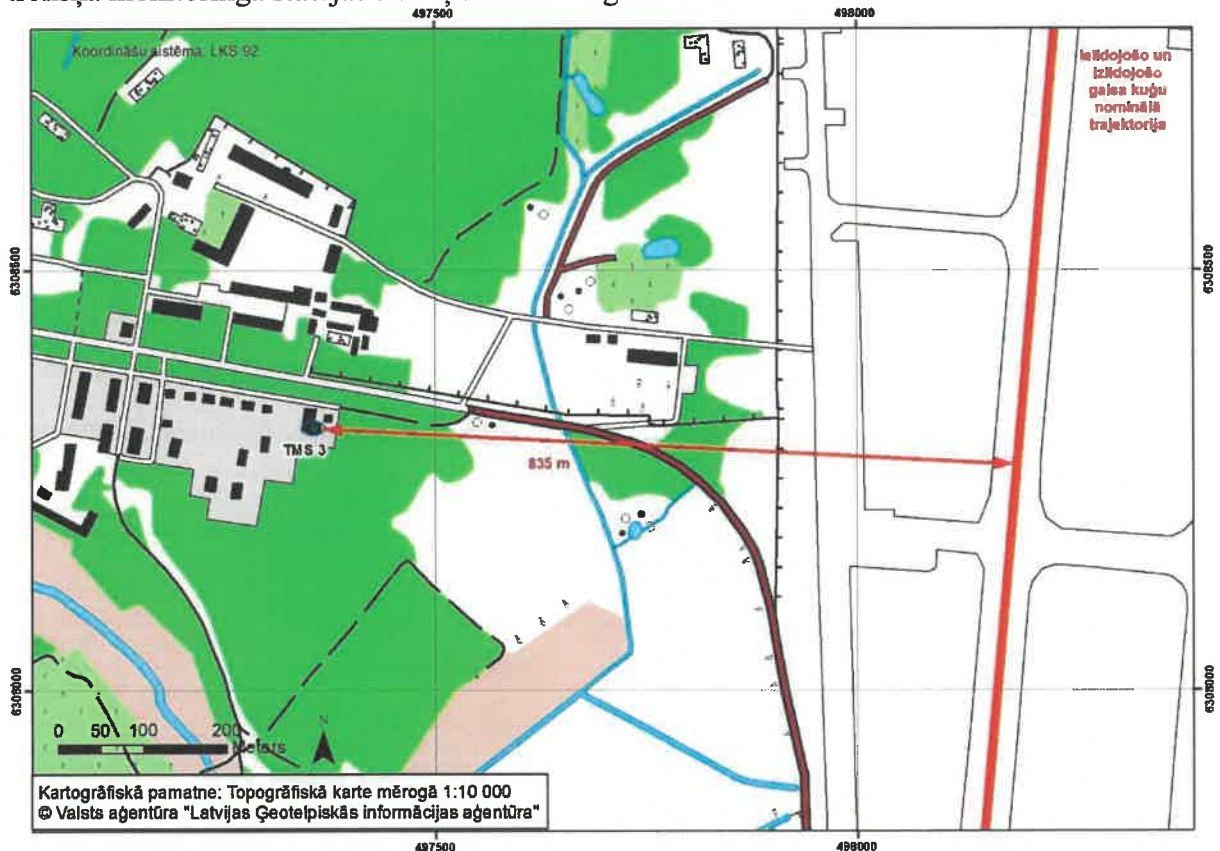 497500
498000
Koordināšu sistēma, LKS 92
Ielidojošo un
izlidojošo
gaisa kuģu
nominālā
trajektorija
6308500
6308500
TMS 3
835 m
6308000
6308000
0 50 100 200
Meters
N
Kartogrāfiskā pamatne: Topogrāfiskā karte mērogā 1:10 000
© Valsts aģentūra "Latvijas Ģeotelpiskās informācijas aģentūra"
497500
498000